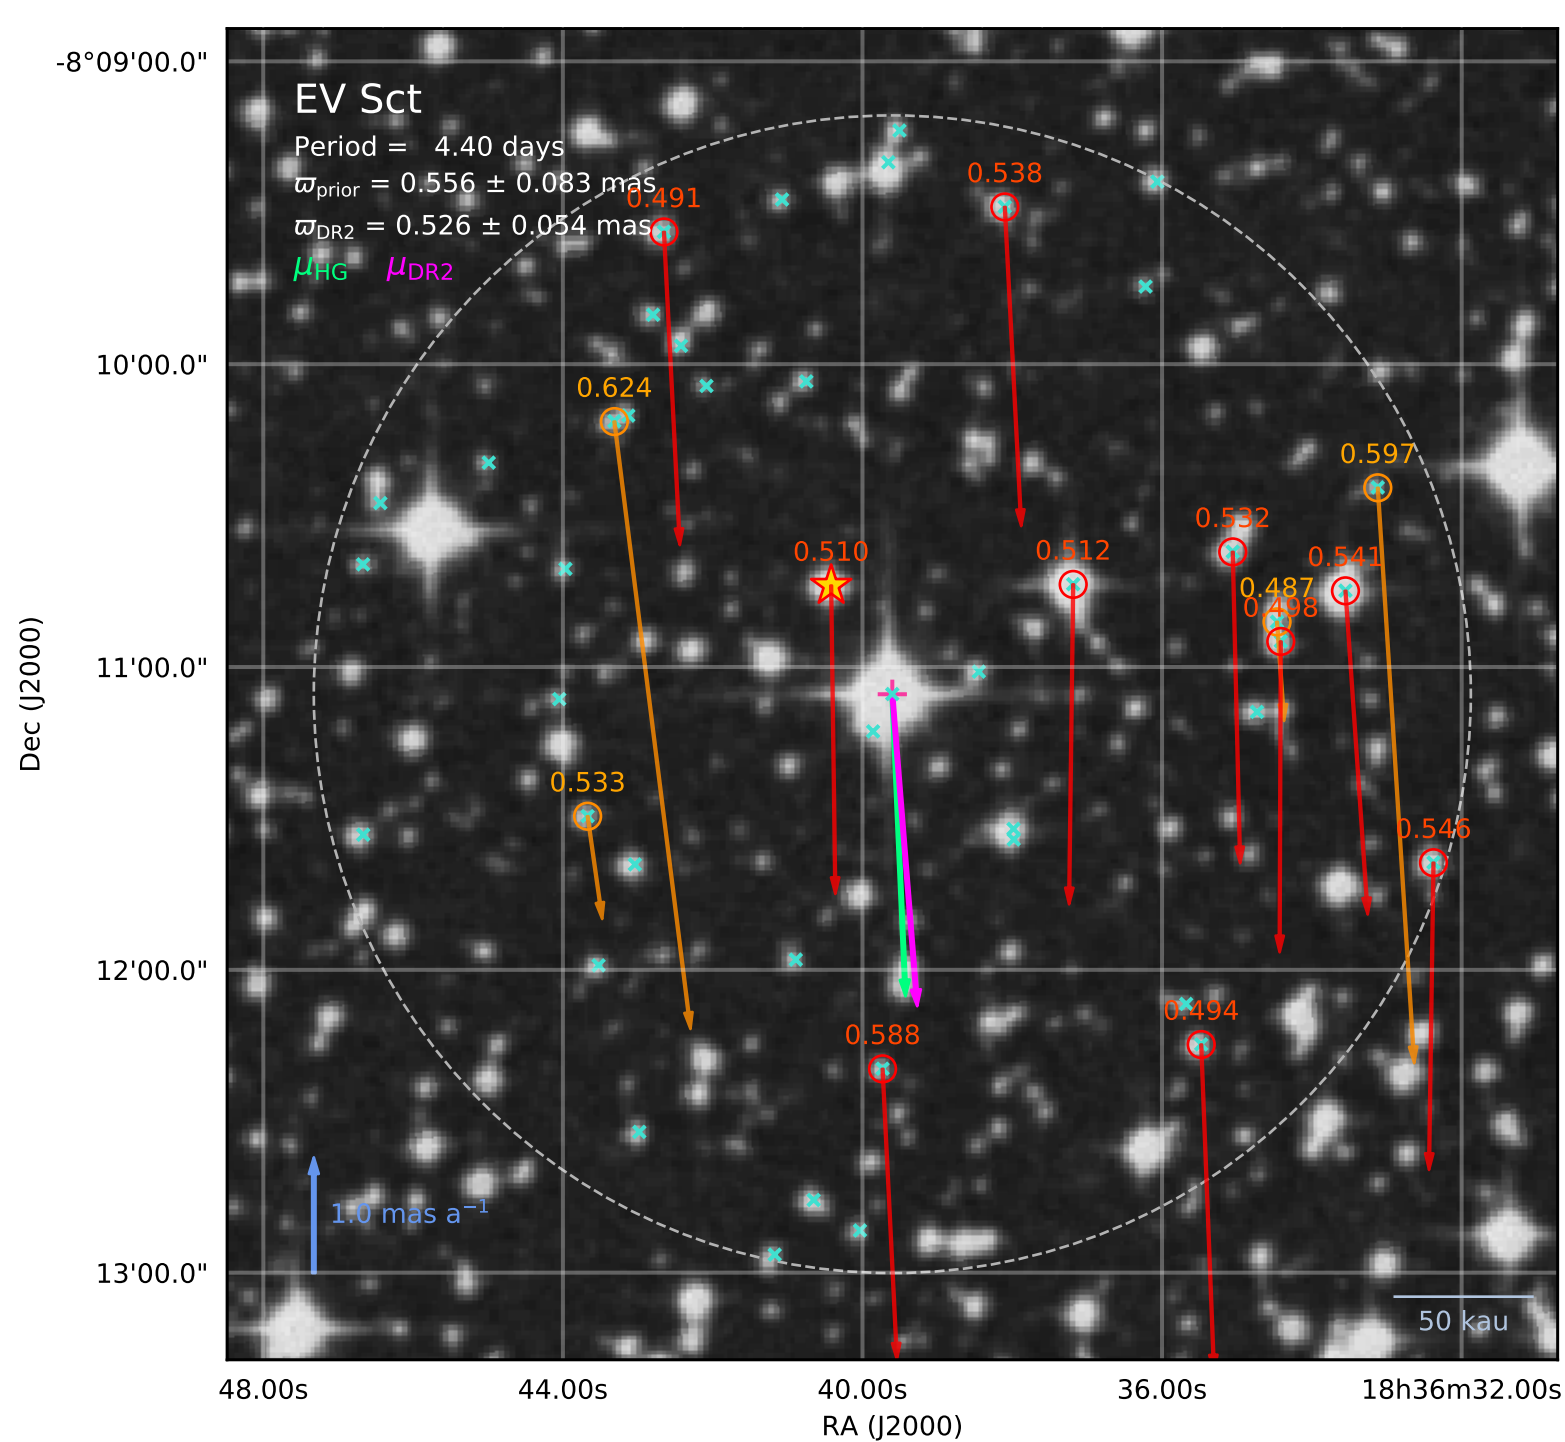 -8°09'00.0"
EV Sct
Period = 4.40 days
ϖprior = 0.556 ± 0.083 mas
ϖDR2 = 0.526 ± 0.054 mas
μHG μDR2
0.491
0.538
10'00.0"
0.624
0.597
0.532
0.510
0.512
0.541
0.487
0.498
11'00.0"
Dec (J2000)
0.533
0.546
12'00.0"
0.494
0.588
1.0 mas a⁻¹
13'00.0"
50 kau
48.00s
44.00s
40.00s
36.00s
18h36m32.00s
RA (J2000)